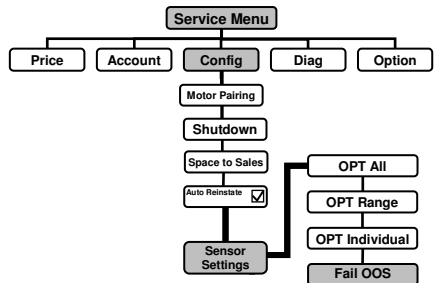 Service Menu
Price
Account
Config
Diag
Option
Motor Pairing
Shutdown
Space to Sales
Auto Reinstate
Sensor
Settings
OPT All
OPT Range
OPT Individual
Fail OOS